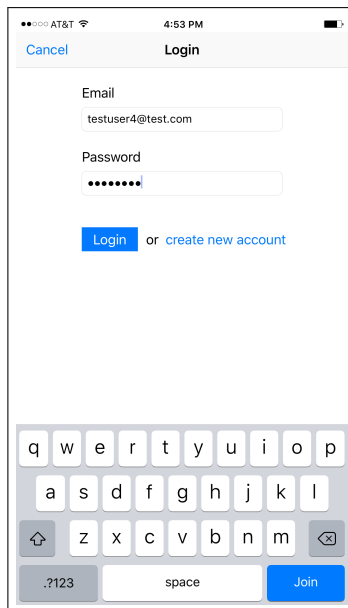 AT&T 4:53 PM
Cancel Login
Email
testuser4@test.com
Password
••••••••
Login or create new account
q w e r t y u i o p
a s d f g h j k l
z x c v b n m
.?123 space Join